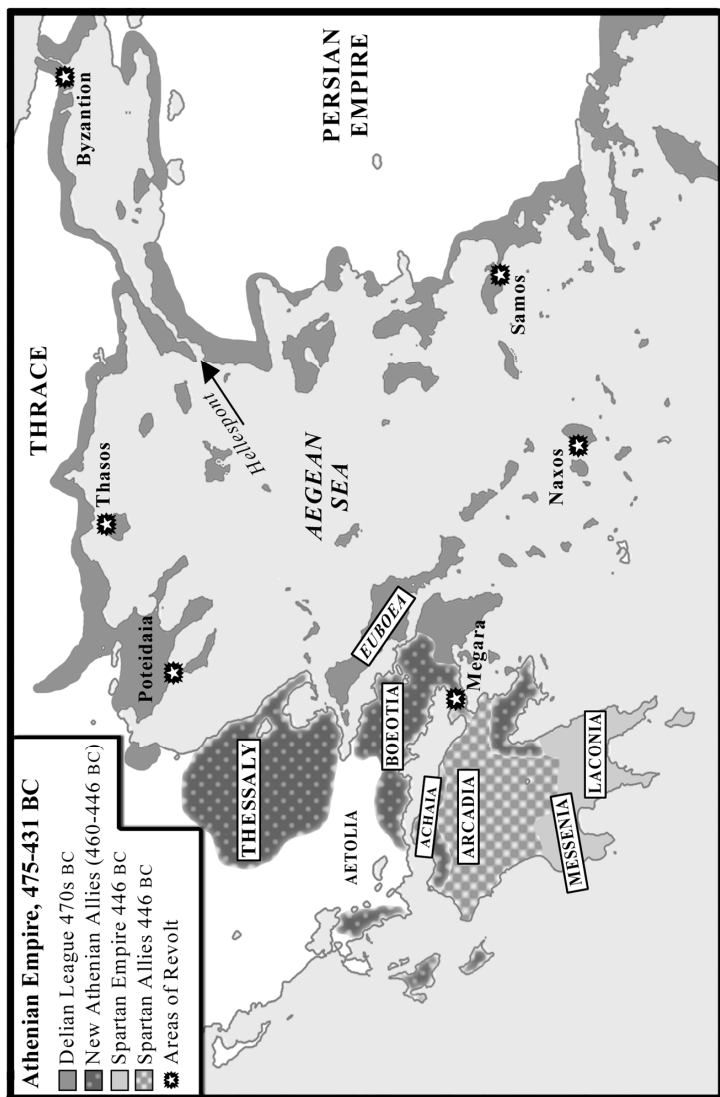 Athenian Empire, 475-431 BC
Delian League 470s BC
New Athenian Allies (460-446 BC)
Spartan Empire 446 BC
Spartan Allies 446 BC
Areas of Revolt
THRACE
Byzantion
PERSIAN
EMPIRE
Thasos
Poteidaia
Hellespont
AEGEAN
SEA
THESSALY
AETOLIA
EUBOEA
BOEOTIA
Megara
ACHAIA
ARCADIA
MESSENIA
LACONIA
Samos
Naxos